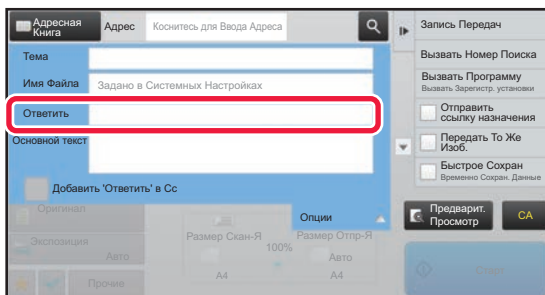 Адресная
Книга
Адрес
Коснитесь для Ввода Адреса
Тема
Имя Файла
Задано в Системных Настройках
Ответить
Основной текст
Добавить 'Ответить' в Cc
Опции
Оригинал
Экспозиция
Авто
Прочие
Размер Скан-Я
100%
Размер Отпр-Я
Авто
A4
A4
Запись Передач
Вызвать Номер Поиска
Вызвать Программу
Вызвать Зарегистр. установки
Отправить
ссылку назначения
Передать То Же
Изоб.
Быстрое Сохран
Временно Сохран. Данные
Предварит.
Просмотр
CA